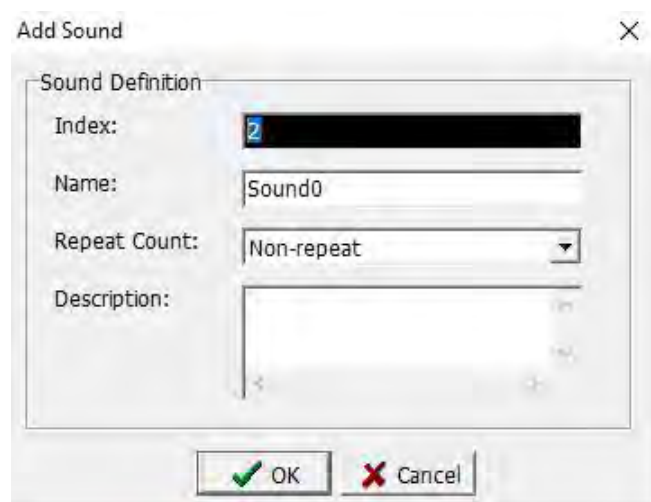 Add Sound
Sound Definition
Index: 2
Name: Sound0
Repeat Count: Non-repeat
Description:
OK Cancel